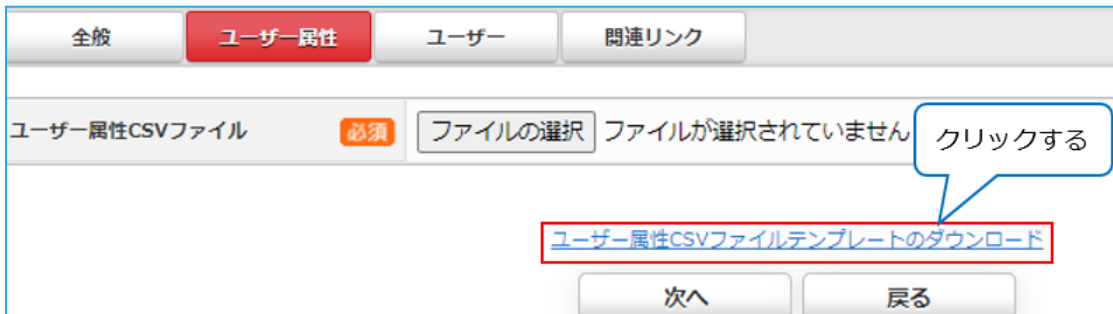 全般 ユーザー属性 ユーザー 関連リンク
ユーザー属性CSVファイル 必須 ファイルの選択 ファイルが選択されていません
クリックする
ユーザー属性CSVファイルテンプレートのダウンロード
次へ 戻る